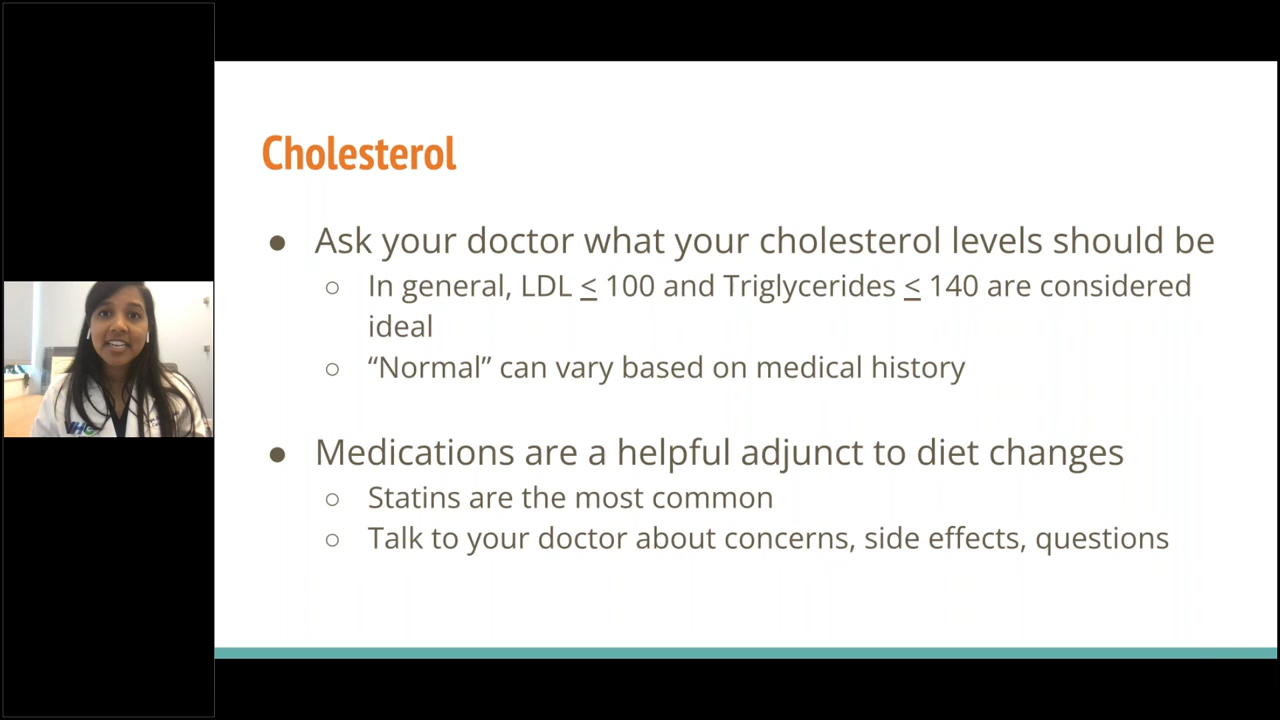 Cholesterol
● Ask your doctor what your cholesterol levels should be
○ In general, LDL ≤ 100 and Triglycerides ≤ 140 are considered
ideal
○ “Normal” can vary based on medical history
● Medications are a helpful adjunct to diet changes
○ Statins are the most common
○ Talk to your doctor about concerns, side effects, questions
VHC